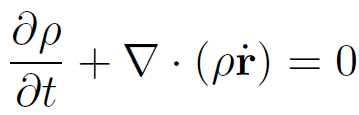 ∂ρ/∂t + ∇ · (ρṙ) = 0